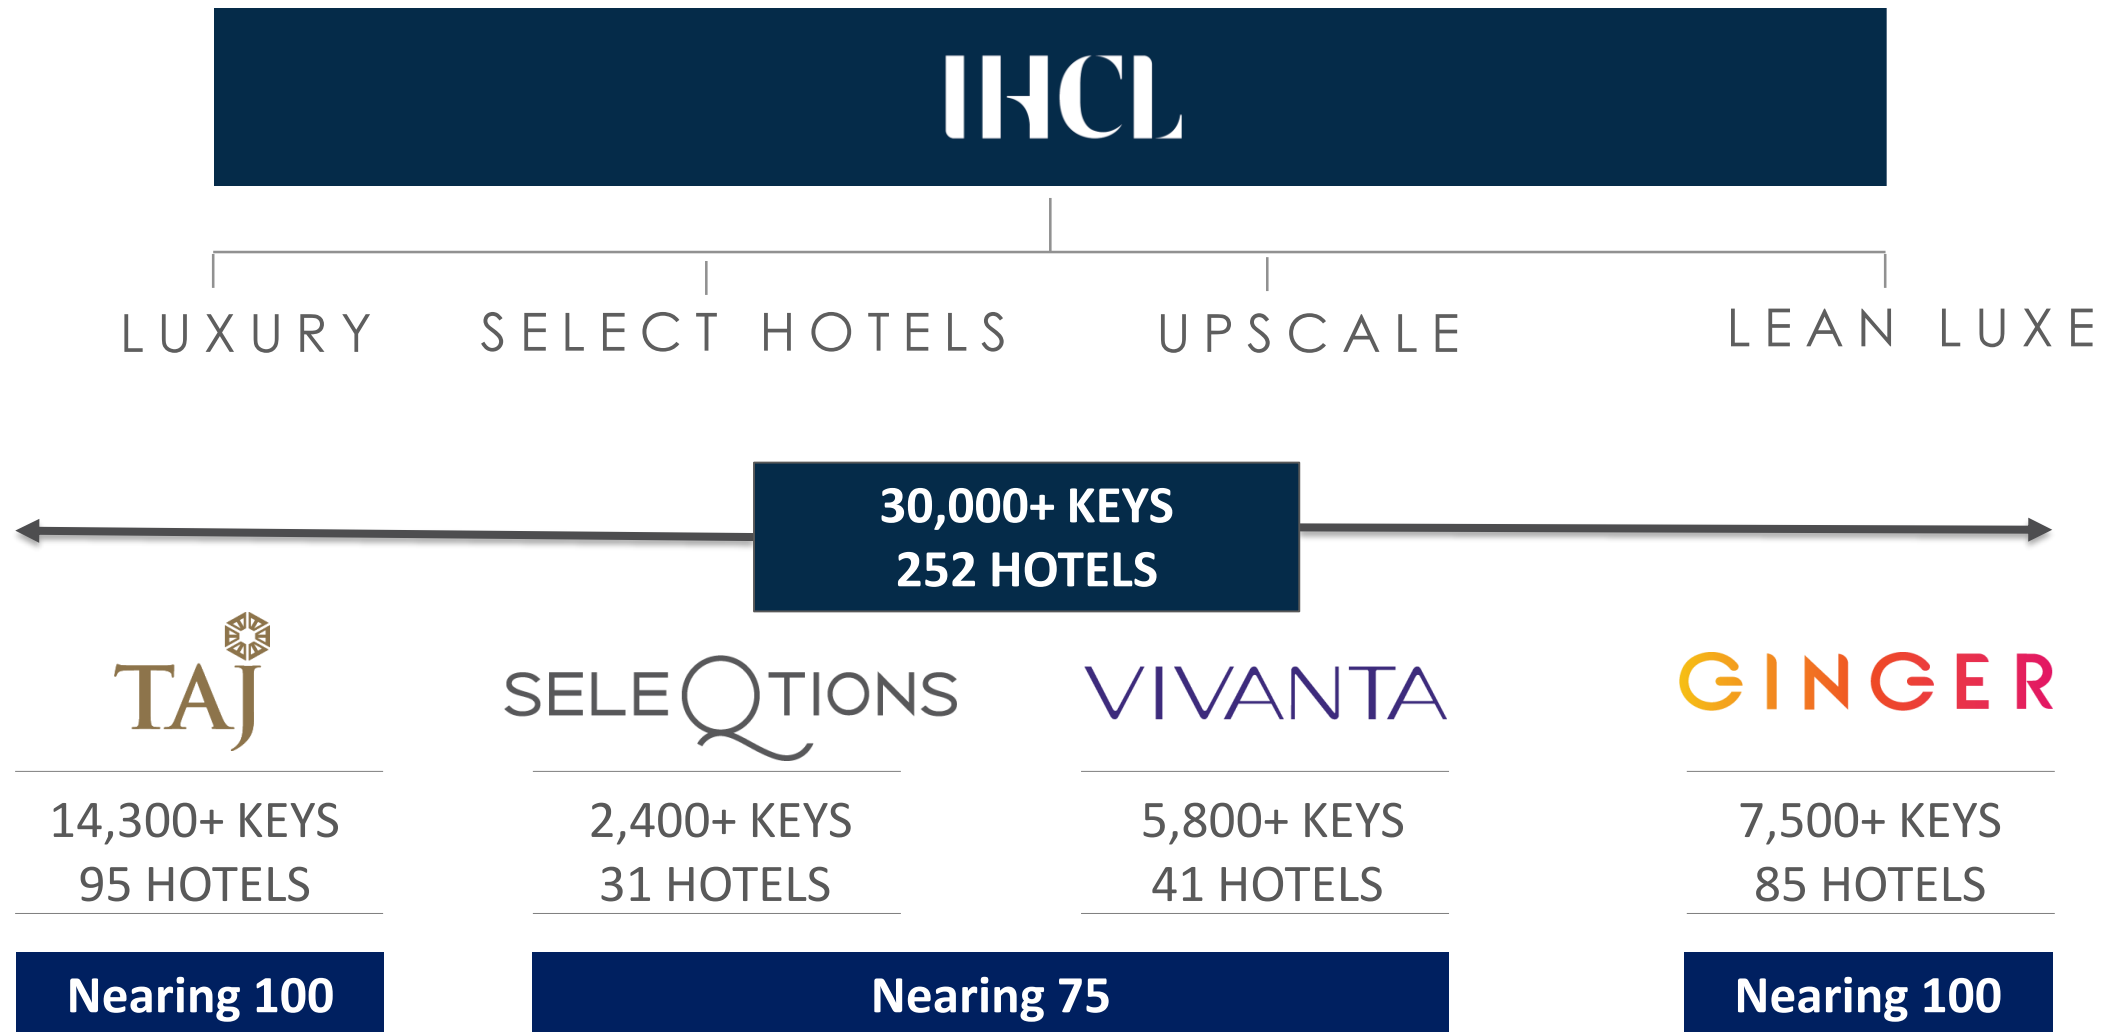 IHCL
LUXURY
SELECT HOTELS
UPSCALE
LEAN LUXE
30,000+ KEYS
252 HOTELS
TAJ
SELEQTIONS
VIVANTA
GINGER
14,300+ KEYS
95 HOTELS
2,400+ KEYS
31 HOTELS
5,800+ KEYS
41 HOTELS
7,500+ KEYS
85 HOTELS
Nearing 100
Nearing 75
Nearing 100